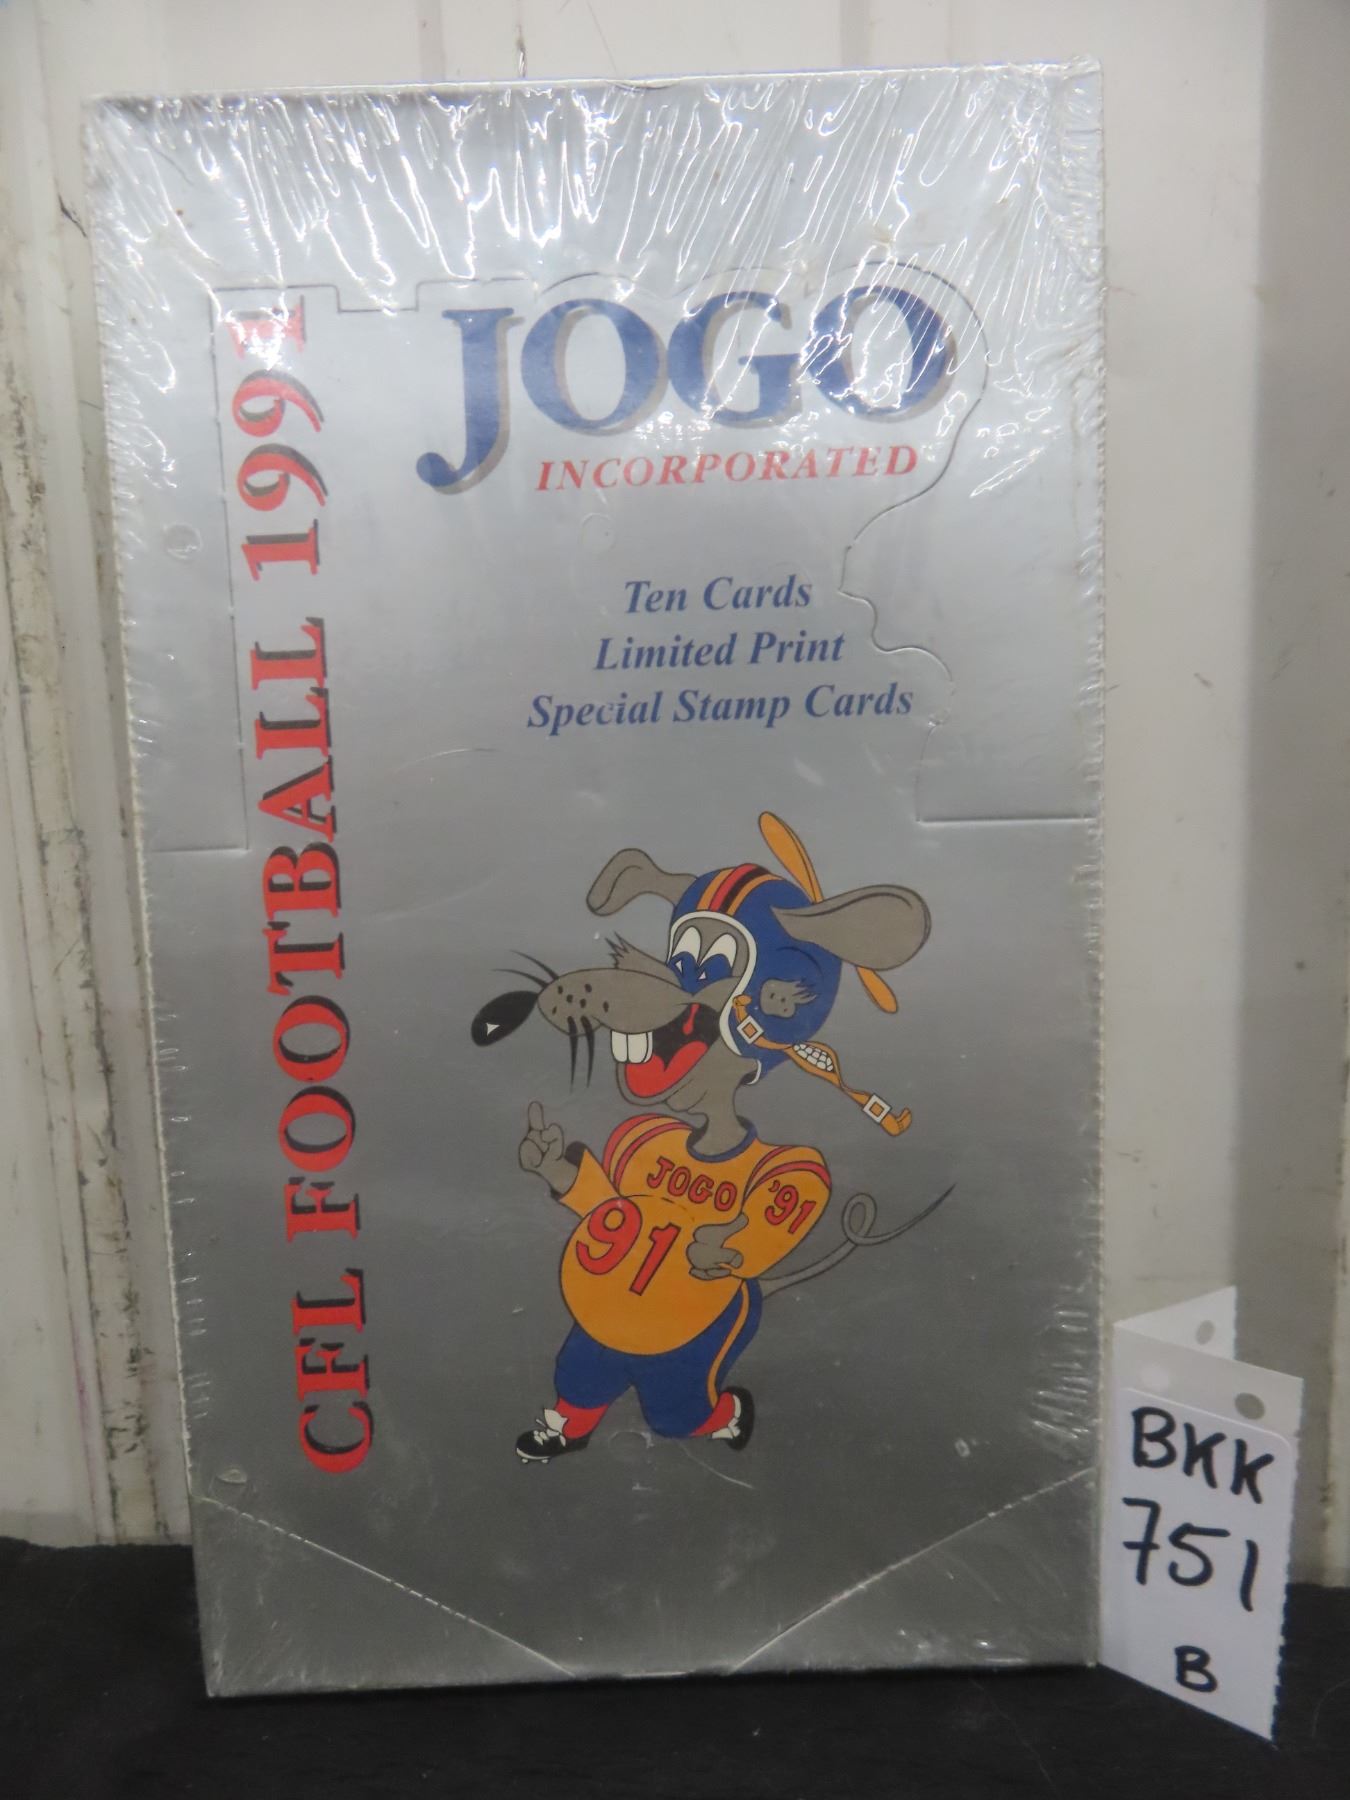 CFL FOOTBALL 1991
JOGO
INCORPORATED
Ten Cards
Limited Print
Special Stamp Cards
JOGO
'91
91
BKK
751
B